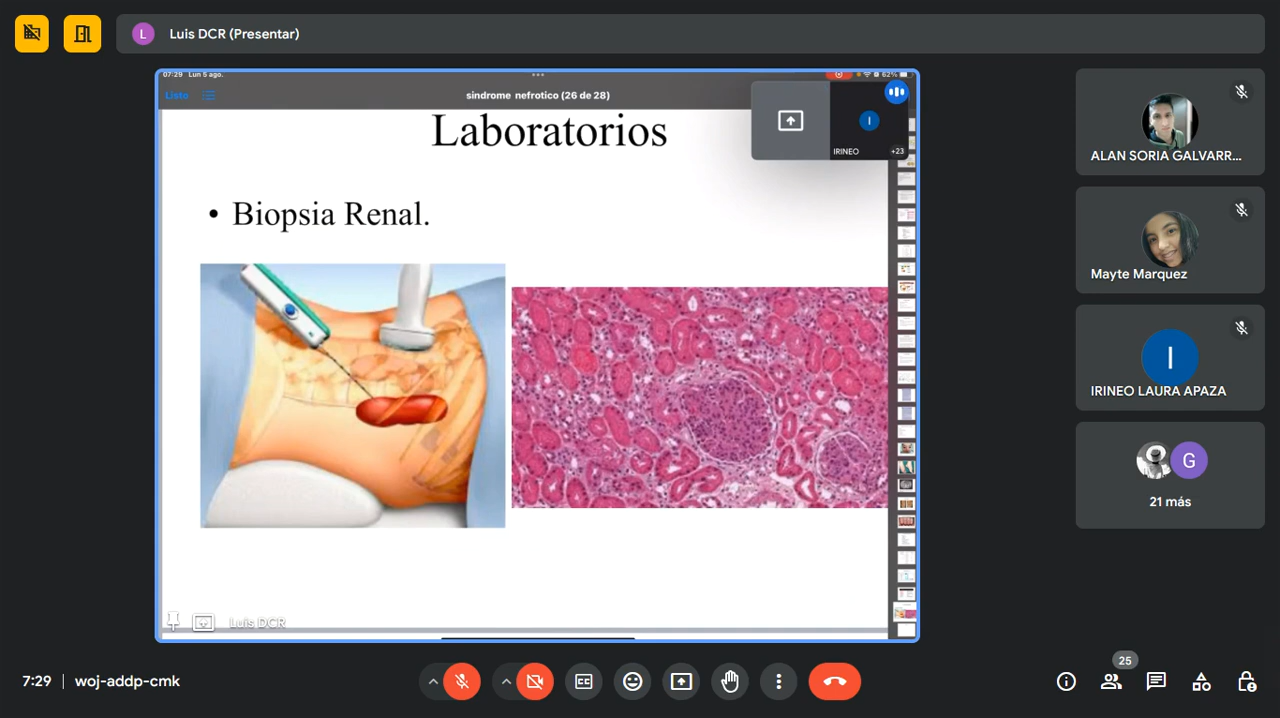 L
Luis DCR (Presentar)
07:29 Lun 5 ago.
62%
Listo
sindrome nefrotico (26 de 28)
I
IRINEO
+23
Laboratorios
• Biopsia Renal.
Luis DCR
ALAN SORIA GALVARR...
Mayte Marquez
I
IRINEO LAURA APAZA
G
21 más
7:29
woj-addp-cmk
25